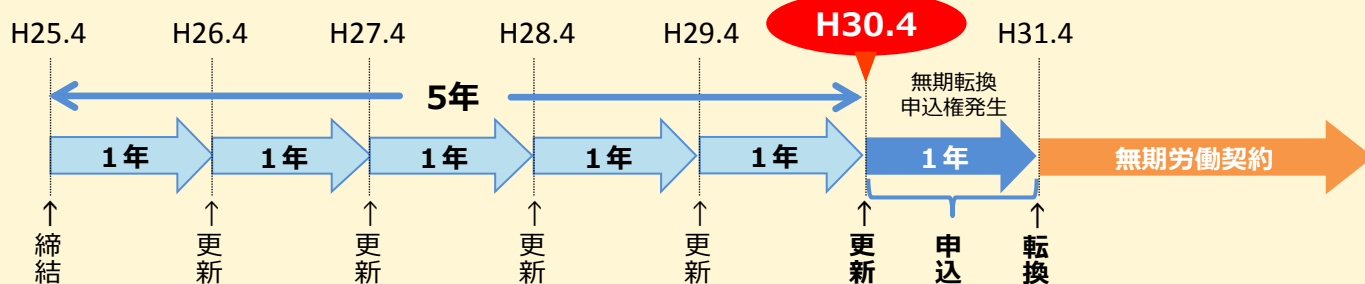 H25.4 H26.4 H27.4 H28.4 H29.4 H30.4 H31.4
5年
無期転換
申込権発生
1年 1年 1年 1年 1年 1年 無期労働契約
↑ ↑ ↑ ↑ ↑ ↑ ↑
締結 更新 更新 更新 更新 更新 申込 転換